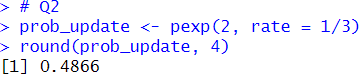 > # Q2
> prob_update <- pexp(2, rate = 1/3)
> round(prob_update, 4)
[1] 0.4866